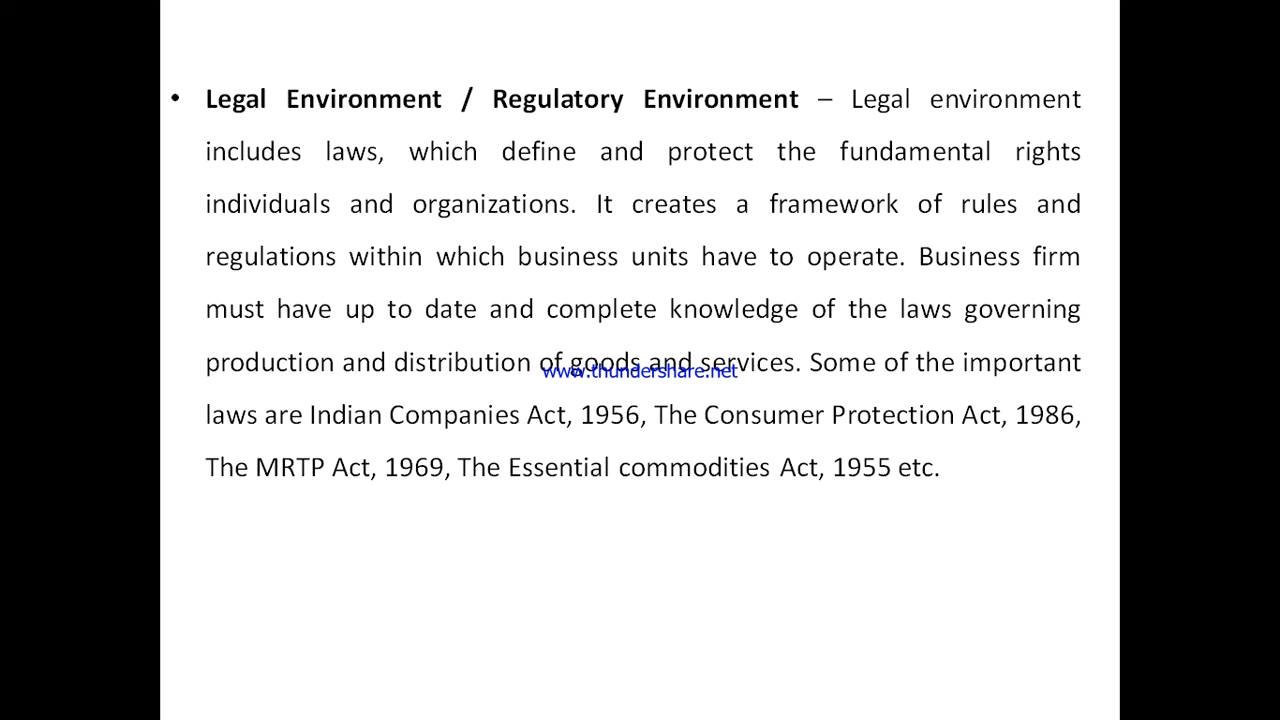 • Legal Environment / Regulatory Environment – Legal environment
includes laws, which define and protect the fundamental rights
individuals and organizations. It creates a framework of rules and
regulations within which business units have to operate. Business firm
must have up to date and complete knowledge of the laws governing
production and distribution of goods and services. Some of the important
www.thundershare.net
laws are Indian Companies Act, 1956, The Consumer Protection Act, 1986,
The MRTP Act, 1969, The Essential commodities Act, 1955 etc.